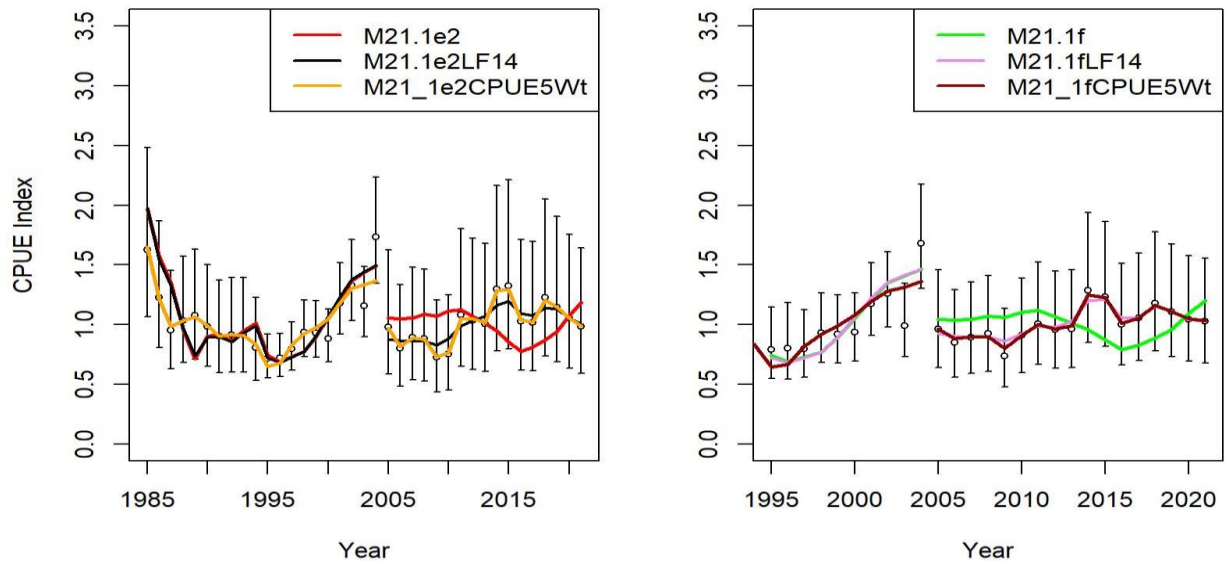 CPUE Index
3.5
3.0
2.5
2.0
1.5
1.0
0.5
0.0
M21.1e2
M21.1e2LF14
M21_1e2CPUE5Wt
1985 1995 2005 2015
Year
3.5
3.0
2.5
2.0
1.5
1.0
0.5
0.0
M21.1f
M21.1fLF14
M21_1fCPUE5Wt
1995 2000 2005 2010 2015 2020
Year